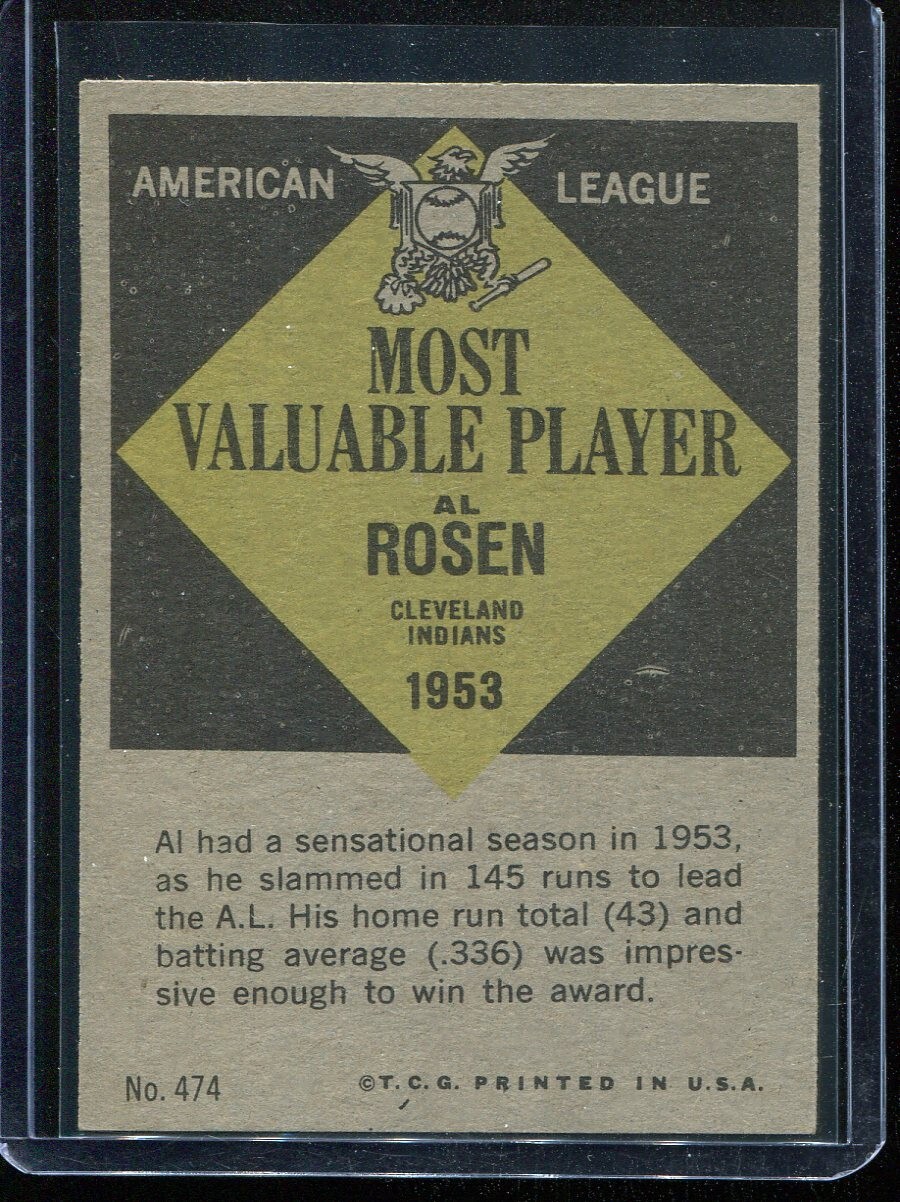 AMERICAN LEAGUE
MOST
VALUABLE PLAYER
AL
ROSEN
CLEVELAND
INDIANS
1953
Al had a sensational season in 1953,
as he slammed in 145 runs to lead
the A.L. His home run total (43) and
batting average (.336) was impres-
sive enough to win the award.
No. 474 ©T.C.G. PRINTED IN U.S.A.